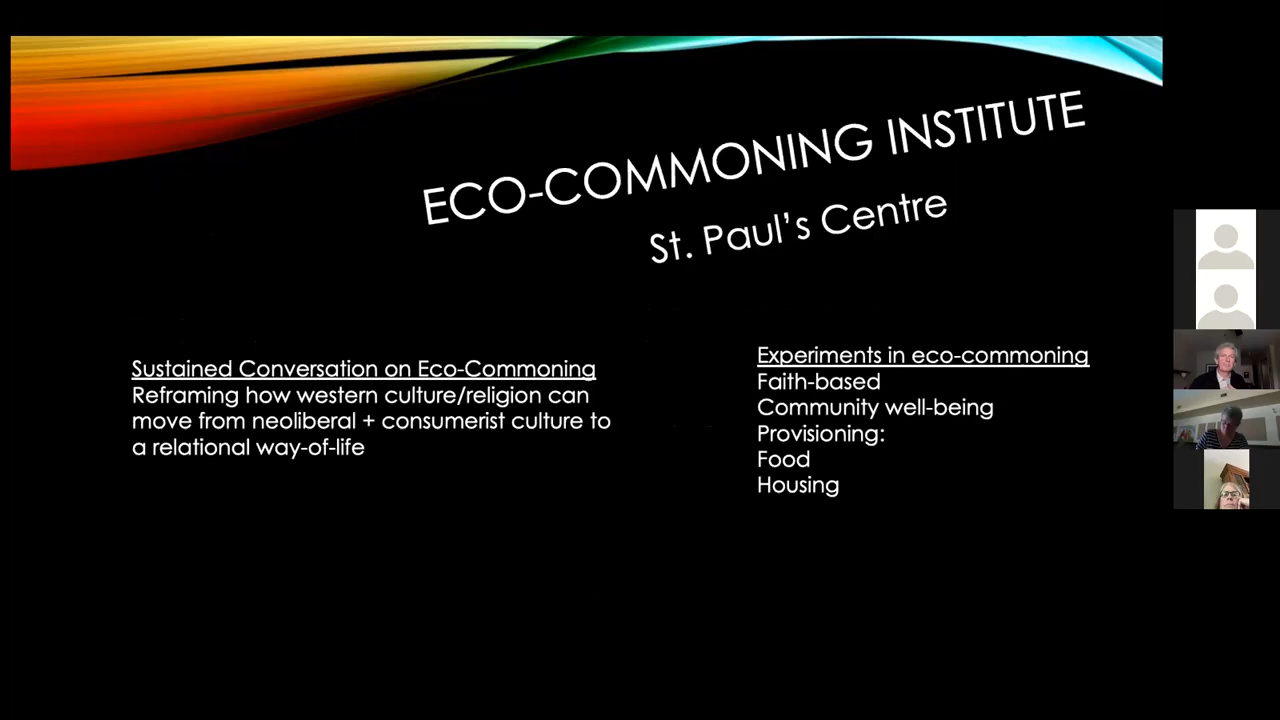 ECO-COMMONING INSTITUTE
St. Paul’s Centre
Sustained Conversation on Eco-Commoning
Reframing how western culture/religion can
move from neoliberal + consumerist culture to
a relational way-of-life
Experiments in eco-commoning
Faith-based
Community well-being
Provisioning:
Food
Housing